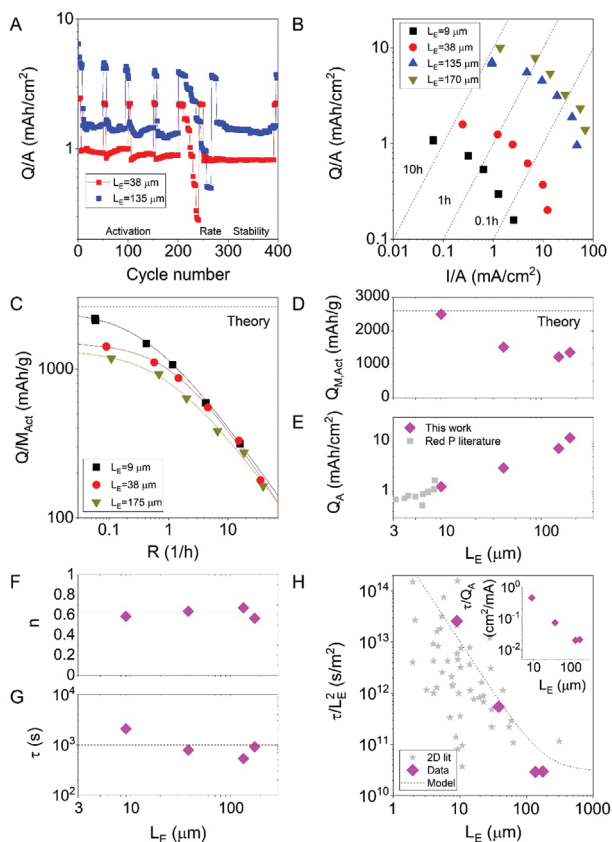 A
Q/A (mAh/cm²)
10
1
L_E=38 μm
L_E=135 μm
Activation
Rate
Stability
0
100
200
300
400
Cycle number
B
Q/A (mAh/cm²)
10
1
0.1
L_E=9 μm
L_E=38 μm
L_E=135 μm
L_E=170 μm
10h
1h
0.1h
0.01
0.1
1
10
100
I/A (mA/cm²)
C
Q/M_Act (mAh/g)
1000
100
Theory
L_E=9 μm
L_E=38 μm
L_E=175 μm
0.1
1
10
R (1/h)
D
Q_M,Act (mAh/g)
3000
2000
1000
0
Theory
E
Q_A (mAh/cm²)
10
1
This work
Red P literature
3
10
100
L_E (μm)
F
n
1
0.8
0.6
0.4
0.2
0
G
τ (s)
10⁴
10³
10²
3
10
100
L_E (μm)
H
τ/L_E² (s/m²)
10¹⁴
10¹³
10¹²
10¹¹
10¹⁰
2D lit
Data
Model
1
10
100
1000
L_E (μm)
τ/Q_A
(cm²/mA)
10⁰
10⁻¹
10⁻²
10
100
L_E (μm)